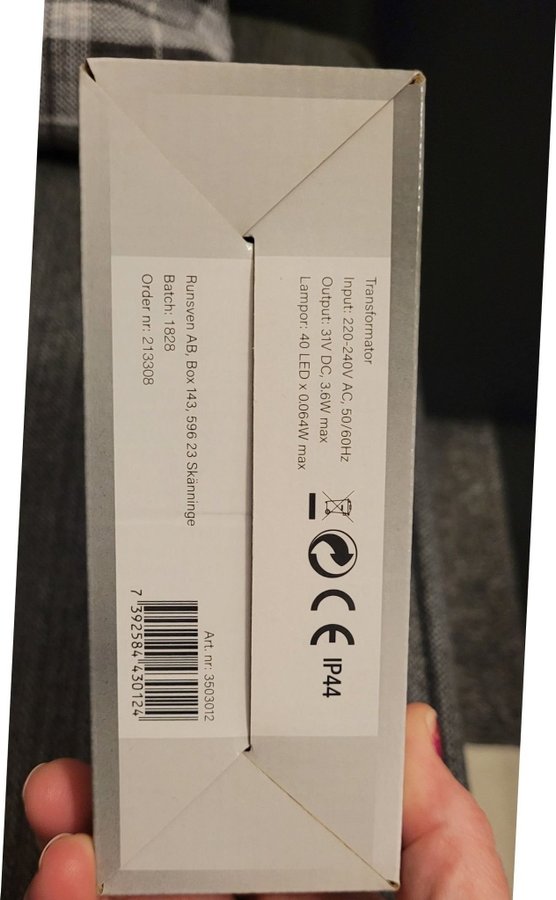 Transformator
Input: 220-240V AC, 50/60Hz
Output: 31V DC, 3.6W max
Lampor: 40 LED x 0.064W max
CE IP44
Runsven AB, Box 143, 596 23 Skänninge
Batch: 1828
Order nr: 213308
Art. nr: 3503012
7 392584 430124